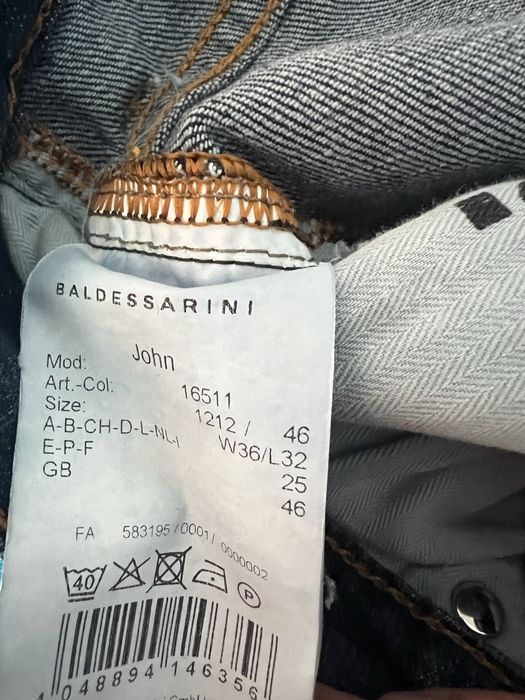 BALDESSARINI
Mod: John
Art.-Col: 16511
Size: 1212 / 46
A-B-CH-D-L-NL-I W36/L32
E-P-F 25
GB 46
FA 583195/0001/ 0000002
40
P
4 048894 146356